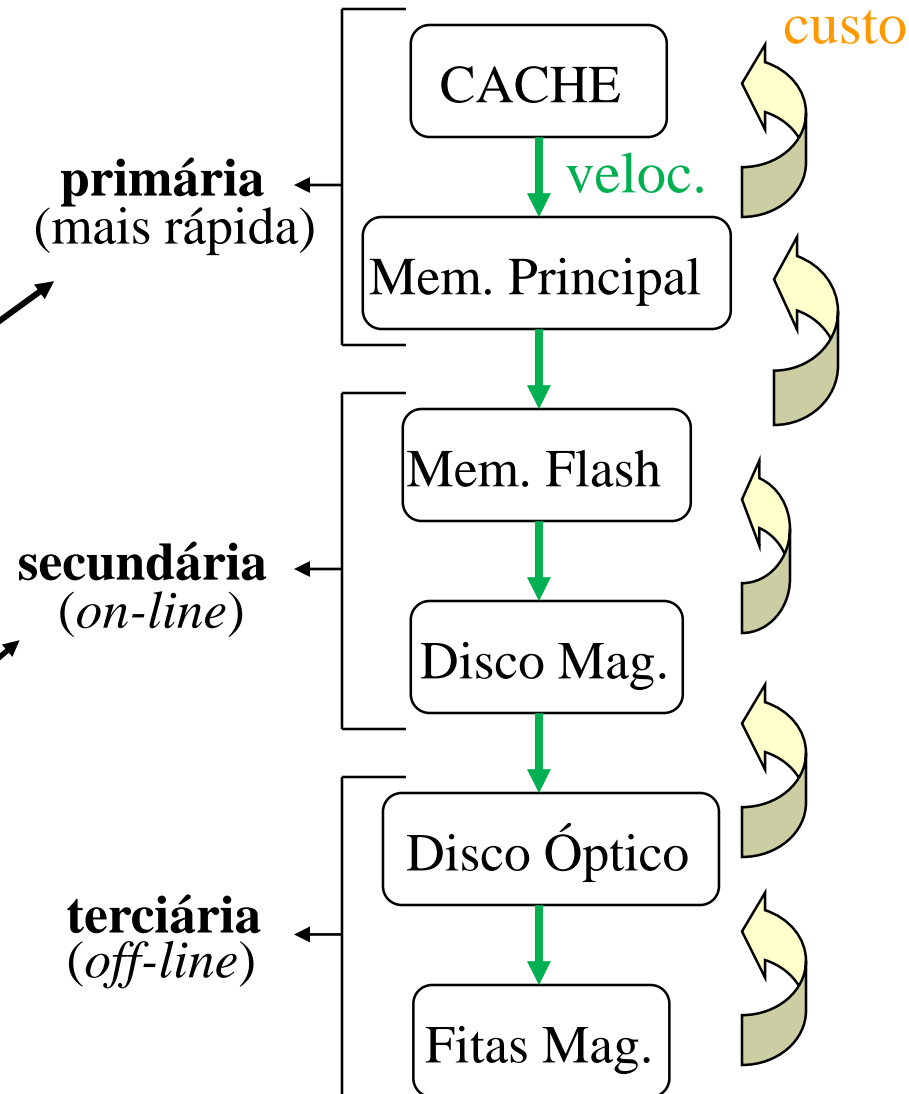 custo
CACHE
veloc.
primária
(mais rápida)
Mem. Principal
Mem. Flash
secundária
(on-line)
Disco Mag.
Disco Óptico
terciária
(off-line)
Fitas Mag.